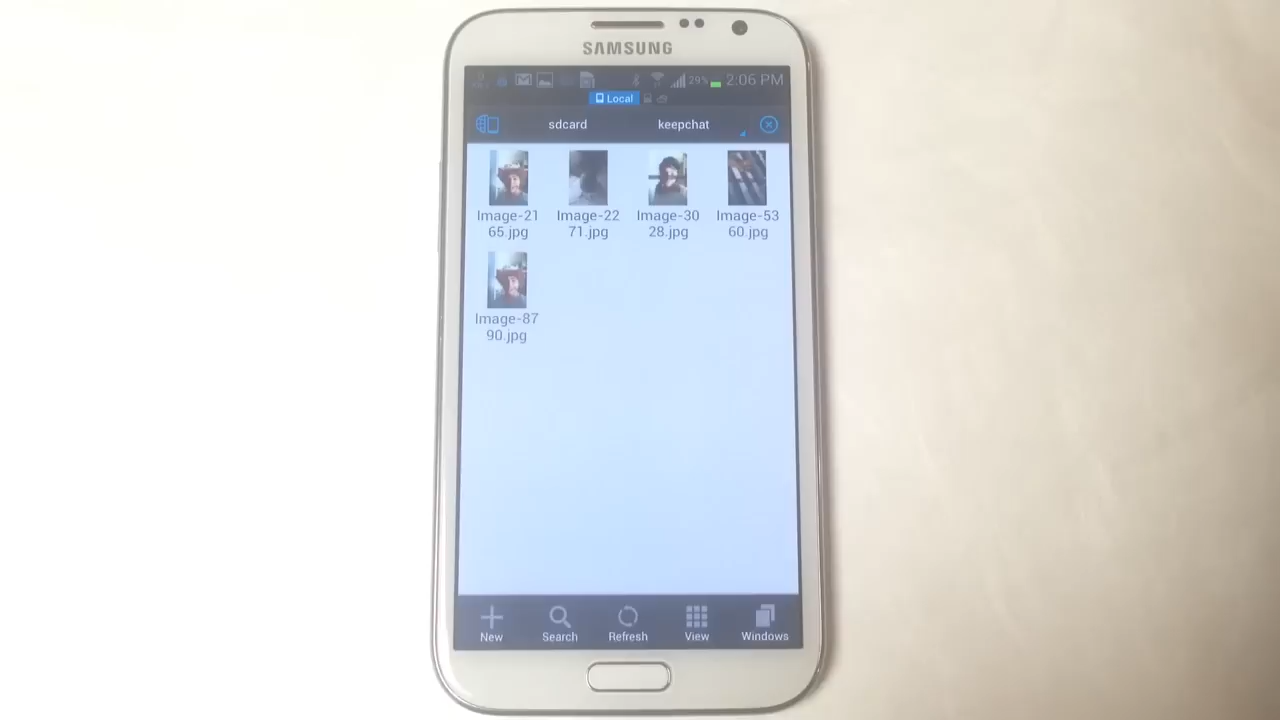 SAMSUNG
29% 2:06 PM
Local
sdcard keepchat
Image-21 Image-22 Image-30 Image-53
65.jpg 71.jpg 28.jpg 60.jpg
Image-87
90.jpg
New Search Refresh View Windows